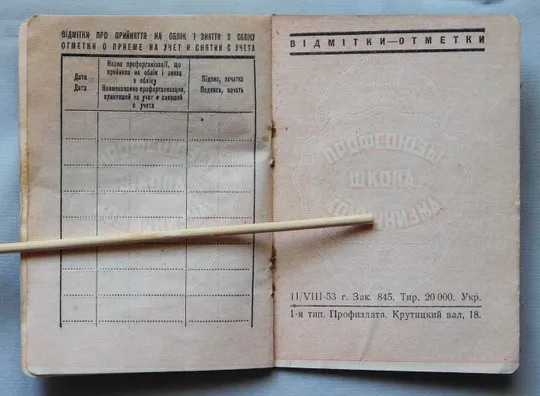 ВІДМІТКИ ПРО ПРИЙНЯТТЯ НА ОБЛІК І ЗНЯТТЯ З ОБЛІКУ
ОТМЕТКИ О ПРИЕМЕ НА УЧЕТ И СНЯТИИ С УЧЕТА
Дата
Дата
Назва профорганізації, що
прийняла на облік і зняла
з обліку
Наименование профорганизации,
принявшей на учет и снявшей
с учета
Підпис, печатка
Подпись, печать
ВІДМІТКИ—ОТМЕТКИ
ПРОФСОЮЗЫ
ШКОЛА
КОММУНИЗМА
11/VIII-53 г. Зак. 845. Тир. 20 000. Укр.
1-я тип. Профиздата. Крутицкий вал, 18.